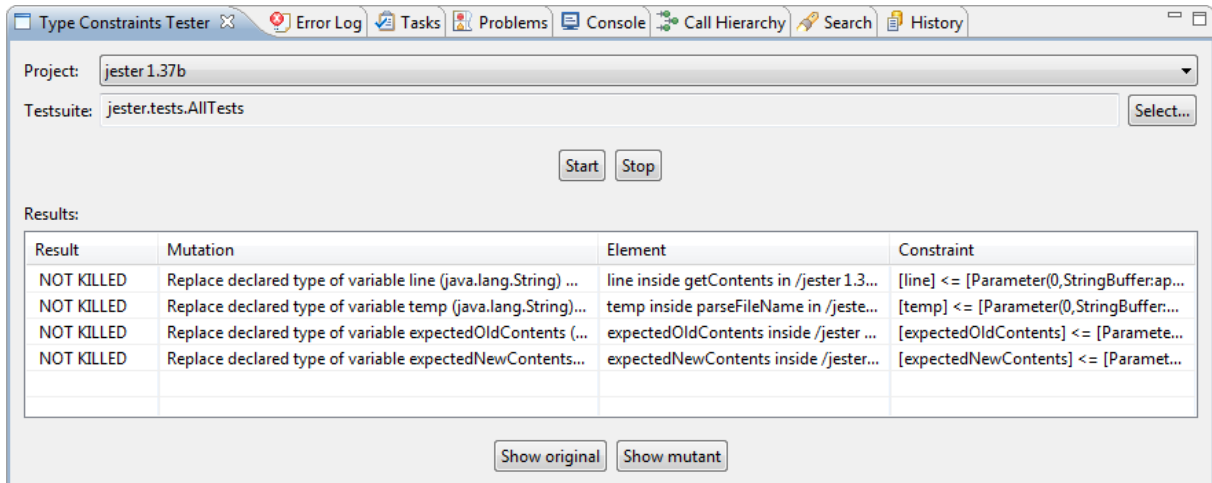 Type Constraints Tester Error Log Tasks Problems Console Call Hierarchy Search History
Project: jester 1.37b
Testsuite: jester.tests.AllTests Select...
Start Stop
Results:
Result Mutation Element Constraint
NOT KILLED Replace declared type of variable line (java.lang.String) ... line inside getContents in /jester 1.3... [line] <= [Parameter(0,StringBuffer:ap...
NOT KILLED Replace declared type of variable temp (java.lang.String)... temp inside parseFileName in /jeste... [temp] <= [Parameter(0,StringBuffer:...
NOT KILLED Replace declared type of variable expectedOldContents (... expectedOldContents inside /jester ... [expectedOldContents] <= [Paramete...
NOT KILLED Replace declared type of variable expectedNewContents... expectedNewContents inside /jester... [expectedNewContents] <= [Paramet...
Show original Show mutant